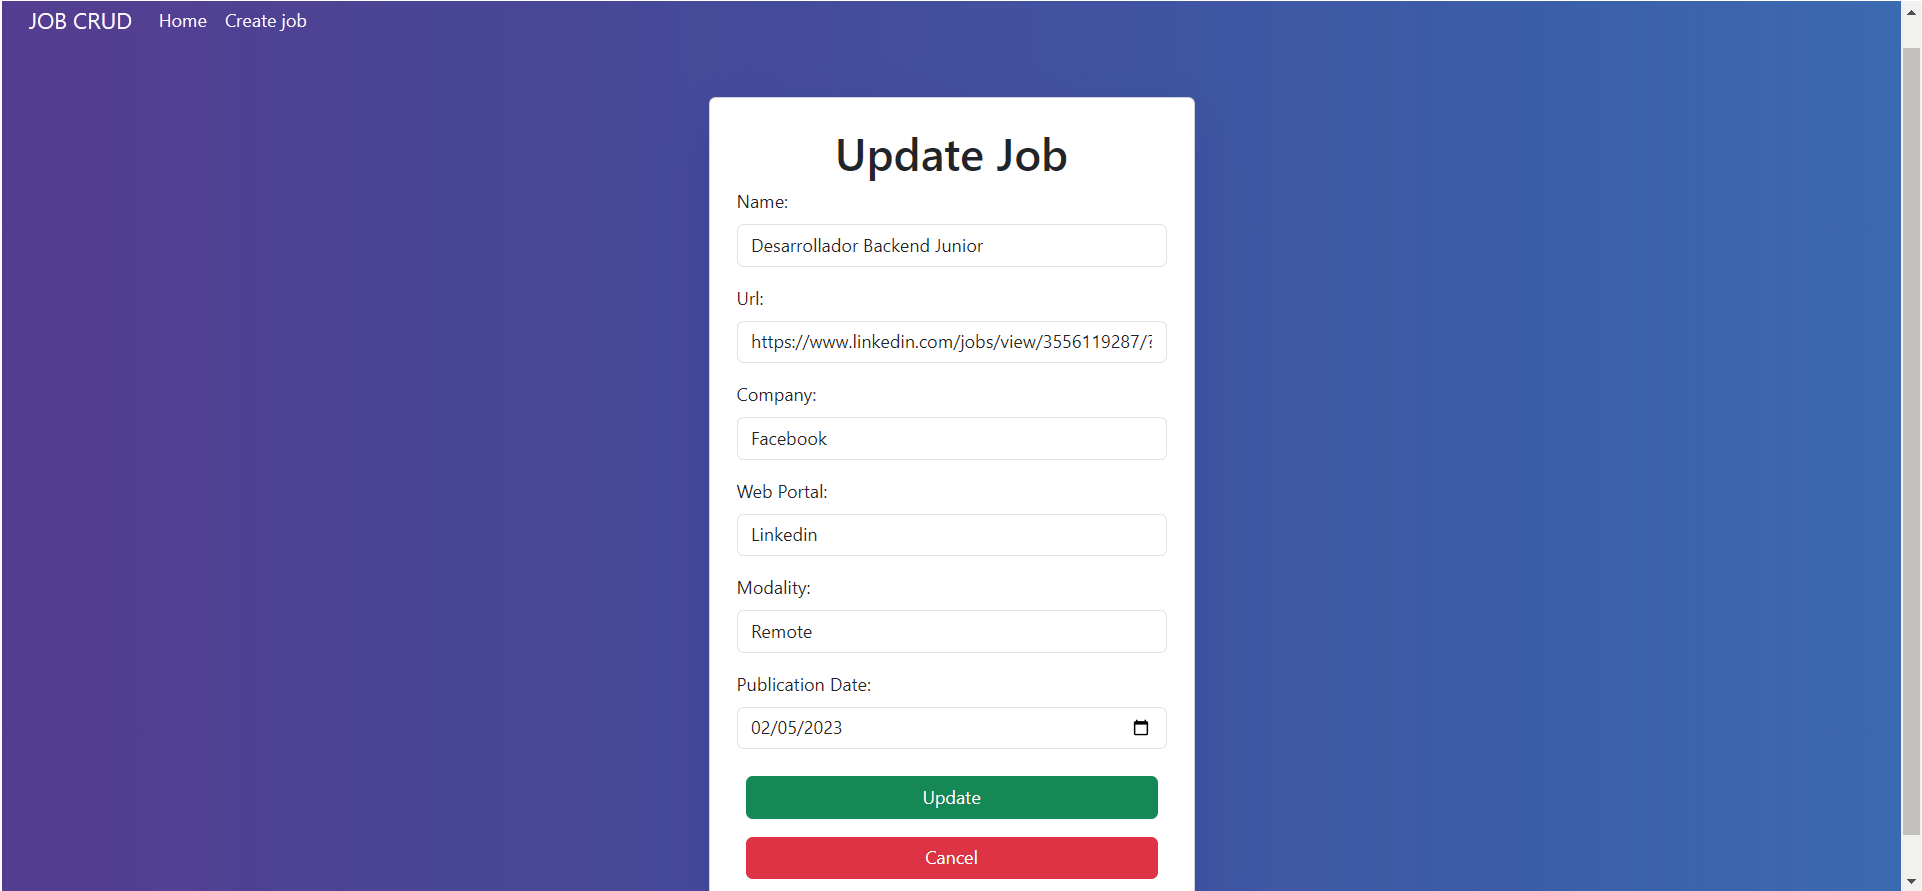 JOB CRUD Home Create job
Update Job
Name:
Desarrollador Backend Junior
Url:
https://www.linkedin.com/jobs/view/3556119287/?
Company:
Facebook
Web Portal:
Linkedin
Modality:
Remote
Publication Date:
02/05/2023
Update
Cancel